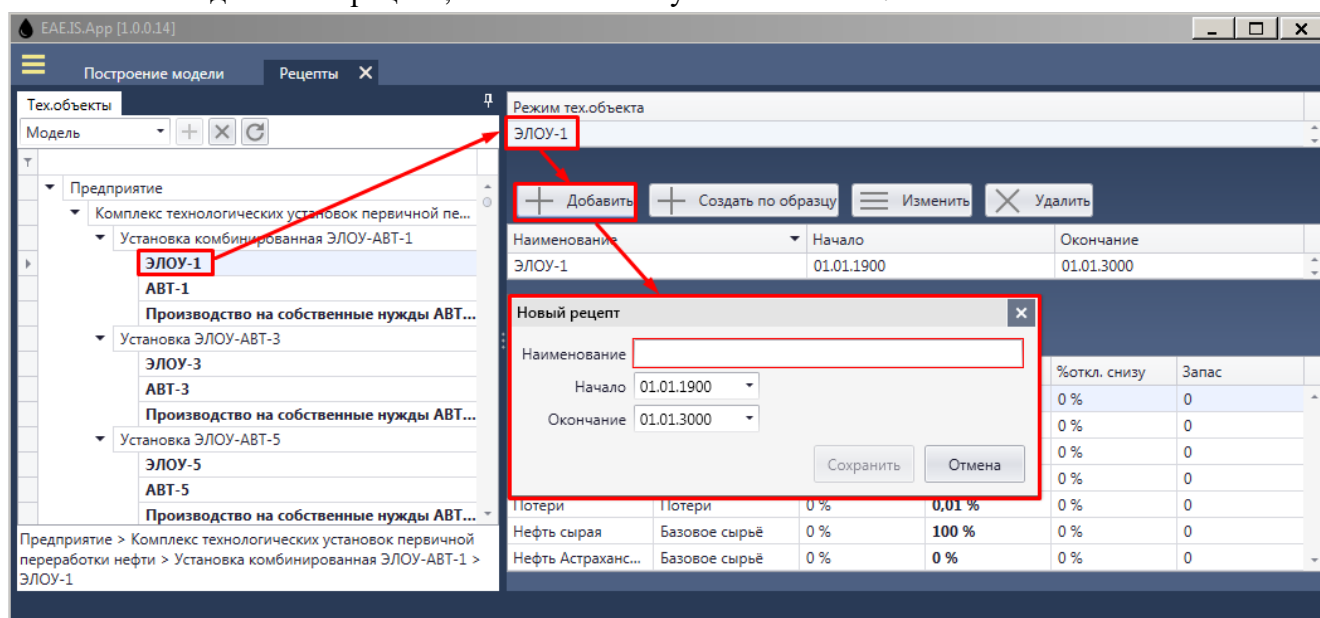 EAE.IS.App [1.0.0.14]
Построение модели Рецепты
Тех.объекты
Модель
Предприятие
Комплекс технологических установок первичной пе...
Установка комбинированная ЭЛОУ-АВТ-1
ЭЛОУ-1
АВТ-1
Производство на собственные нужды АВТ...
Установка ЭЛОУ-АВТ-3
ЭЛОУ-3
АВТ-3
Производство на собственные нужды АВТ...
Установка ЭЛОУ-АВТ-5
ЭЛОУ-5
АВТ-5
Производство на собственные нужды АВТ...
Предприятие > Комплекс технологических установок первичной
переработки нефти > Установка комбинированная ЭЛОУ-АВТ-1 >
ЭЛОУ-1
Режим тех.объекта
ЭЛОУ-1
Добавить Создать по образцу Изменить Удалить
Наименование Начало Окончание
ЭЛОУ-1 01.01.1900 01.01.3000
Новый рецепт
Наименование
Начало 01.01.1900
Окончание 01.01.3000
Сохранить Отмена
%откл. снизу Запас
0 % 0
0 % 0
0 % 0
0 % 0
Потери Потери 0 % 0,01 % 0 % 0
Нефть сырая Базовое сырьё 0 % 100 % 0 % 0
Нефть Астраханс... Базовое сырьё 0 % 0 % 0 % 0